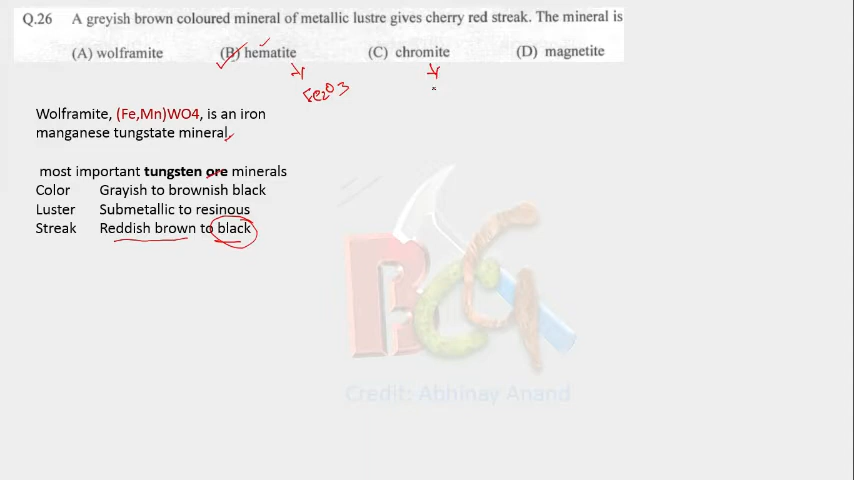 Q.26 A greyish brown coloured mineral of metallic lustre gives cherry red streak. The mineral is
(A) wolframite (B) hematite (C) chromite (D) magnetite
Fe2O3
Wolframite, (Fe,Mn)WO4, is an iron
manganese tungstate mineral.
most important tungsten ore minerals
Color Grayish to brownish black
Luster Submetallic to resinous
Streak Reddish brown to black
Credit: Abhinay Anand